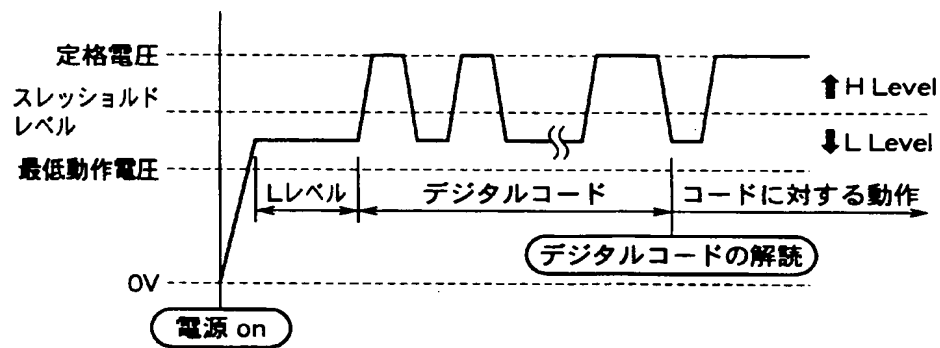 定格電圧
スレッショルド
レベル
最低動作電圧
0V
電源 on
Lレベル
デジタルコード
コードに対する動作
デジタルコードの解読
⬆H Level
⬇L Level